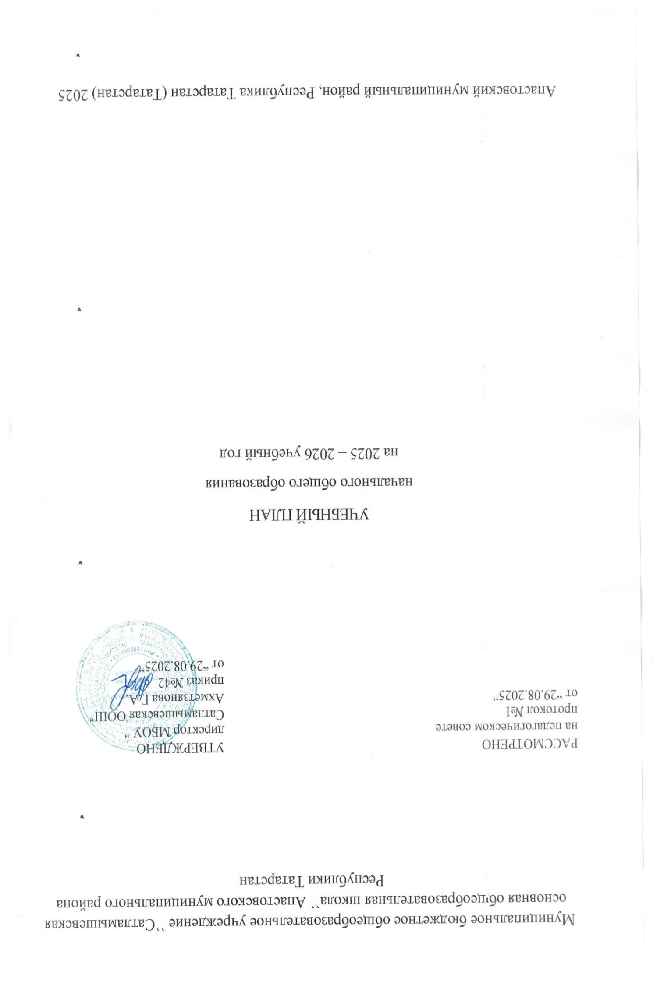 Муниципальное бюджетное общеобразовательное учреждение ``Сатламышевская
основная общеобразовательная школа`` Апастовского муниципального района
Республики Татарстан
РАССМОТРЕНО
на педагогическом совете
протокол №1
от “29.08.2025”
УТВЕРЖДЕНО
директор МБОУ "
Сатламышевская ООШ"
Ахметзянова Г.А.
приказ №42
от “29.08.2025”
УЧЕБНЫЙ ПЛАН
начального общего образования
на 2025 – 2026 учебный год
Апастовский муниципальный район, Республика Татарстан (Татарстан) 2025